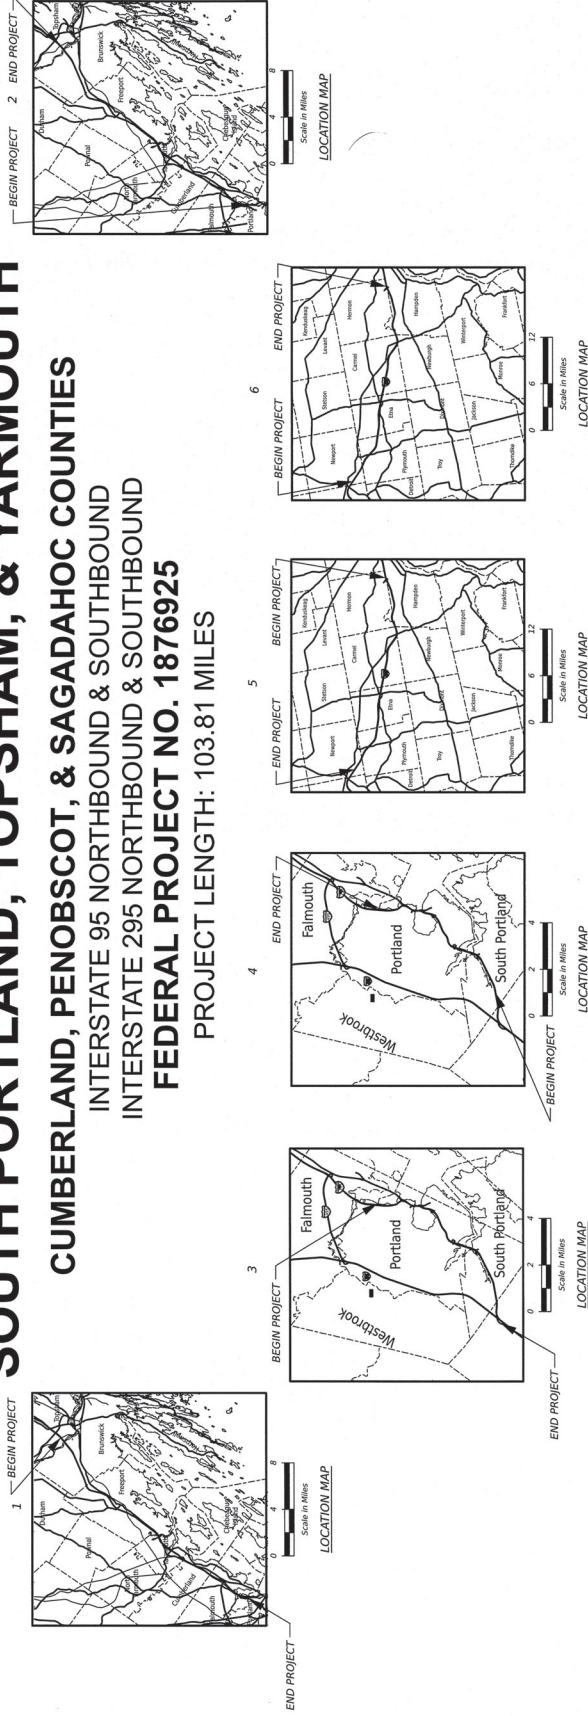 SOUTH PORTLAND, TOPSHAM, & YARMOUTH
CUMBERLAND, PENOBSCOT, & SAGADAHOC COUNTIES
INTERSTATE 95 NORTHBOUND & SOUTHBOUND
INTERSTATE 295 NORTHBOUND & SOUTHBOUND
FEDERAL PROJECT NO. 1876925
PROJECT LENGTH: 103.81 MILES
1
BEGIN PROJECT
Durham
Topsham
Brunswick
Pownal
Freeport
Cumberland
END PROJECT
0 4 8
Scale in Miles
LOCATION MAP
BEGIN PROJECT
2
END PROJECT
Durham
Topsham
Brunswick
Pownal
Freeport
Cumberland
Falmouth
Portland
0 4 8
Scale in Miles
LOCATION MAP
3
BEGIN PROJECT
Falmouth
Portland
Westbrook
South Portland
END PROJECT
0 2 4
Scale in Miles
LOCATION MAP
4
END PROJECT
Falmouth
Portland
Westbrook
South Portland
BEGIN PROJECT
0 2 4
Scale in Miles
LOCATION MAP
5
END PROJECT
BEGIN PROJECT
Kenduskeag
Levant
Hermon
Stetson
Carmel
Newport
Etna
Hampden
Newburgh
Plymouth
Detroit
Dixmont
Winterport
Troy
Jackson
Frankfort
Monroe
Thorndike
0 6 12
Scale in Miles
LOCATION MAP
6
BEGIN PROJECT
END PROJECT
Kenduskeag
Levant
Hermon
Stetson
Carmel
Newport
Etna
Hampden
Newburgh
Plymouth
Detroit
Dixmont
Winterport
Troy
Jackson
Frankfort
Monroe
Thorndike
0 6 12
Scale in Miles
LOCATION MAP